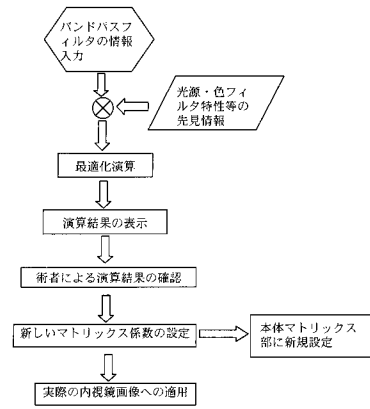 バンドパスフ
ィルタの情報
入力
光源・色フィ
ルタ特性等の
先見情報
最適化演算
演算結果の表示
術者による演算結果の確認
新しいマトリックス係数の設定
本体マトリックス
部に新規設定
実際の内視鏡画像への適用